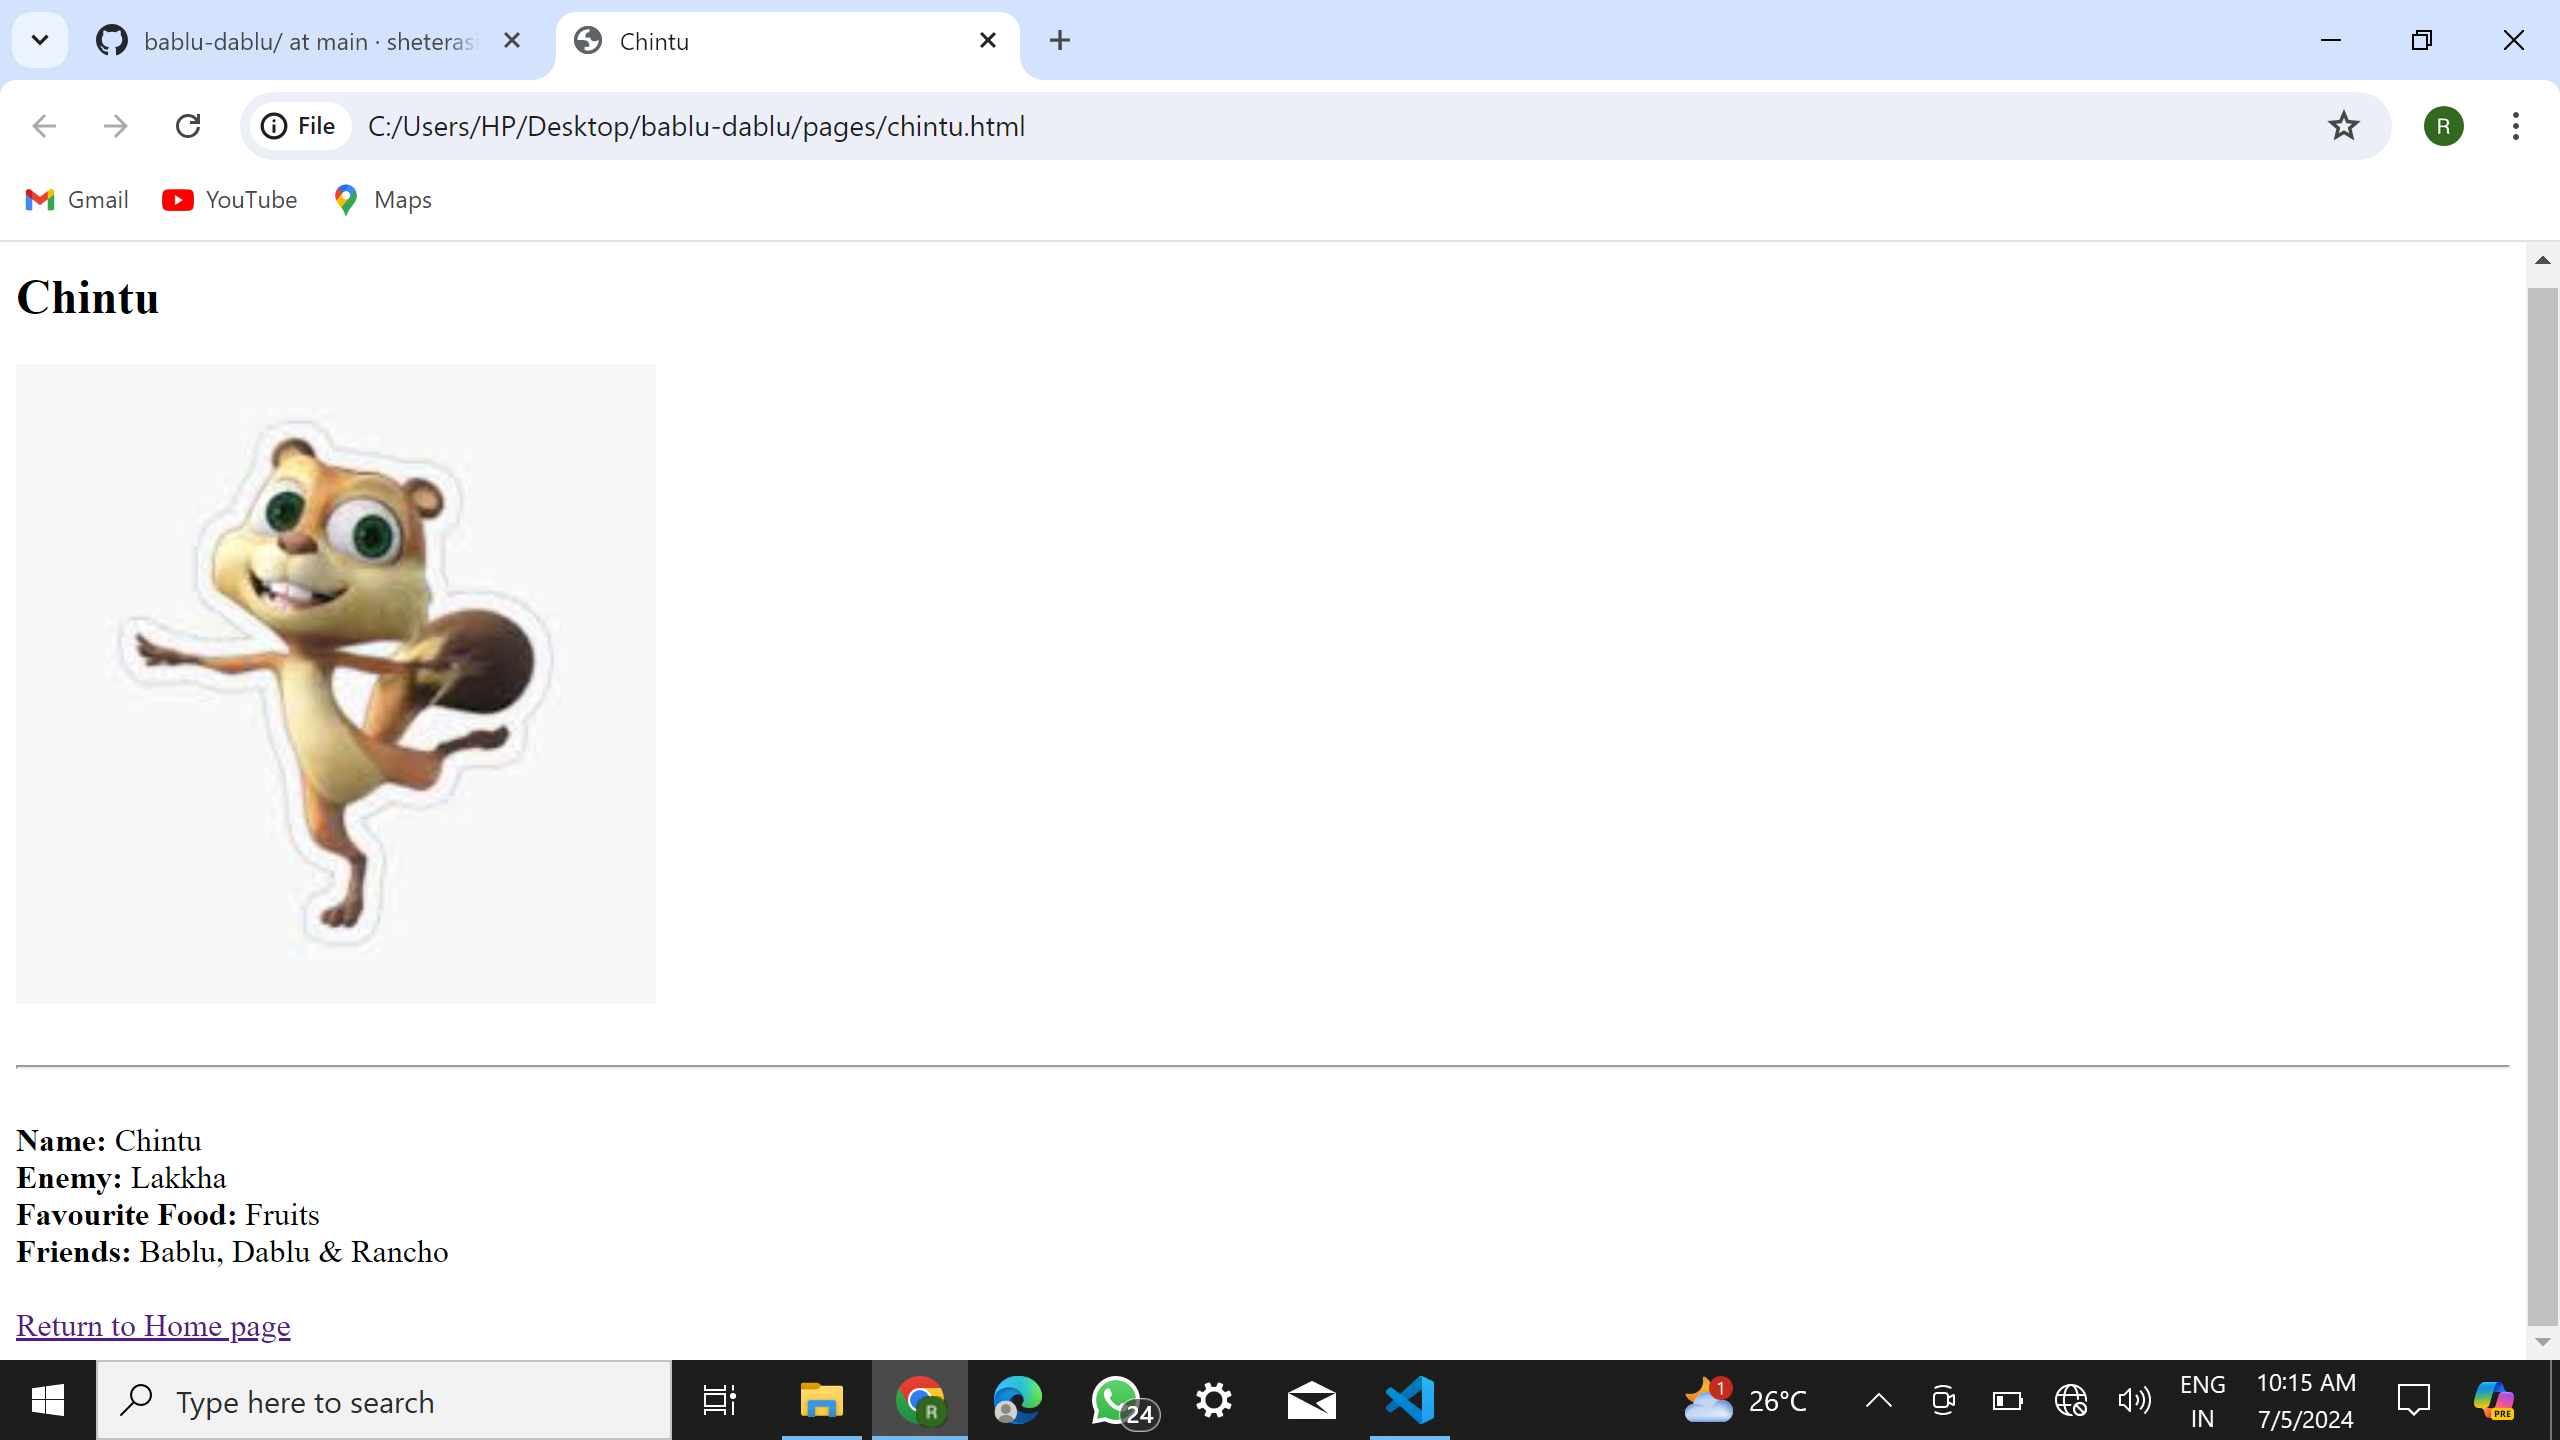 bablu-dablu/ at main · sheterasi
Chintu
File
C:/Users/HP/Desktop/bablu-dablu/pages/chintu.html
R
Gmail
YouTube
Maps
Chintu
Name: Chintu
Enemy: Lakkha
Favourite Food: Fruits
Friends: Bablu, Dablu & Rancho
Return to Home page
Type here to search
R
24
1
26°C
ENG
IN
10:15 AM
7/5/2024
PRE